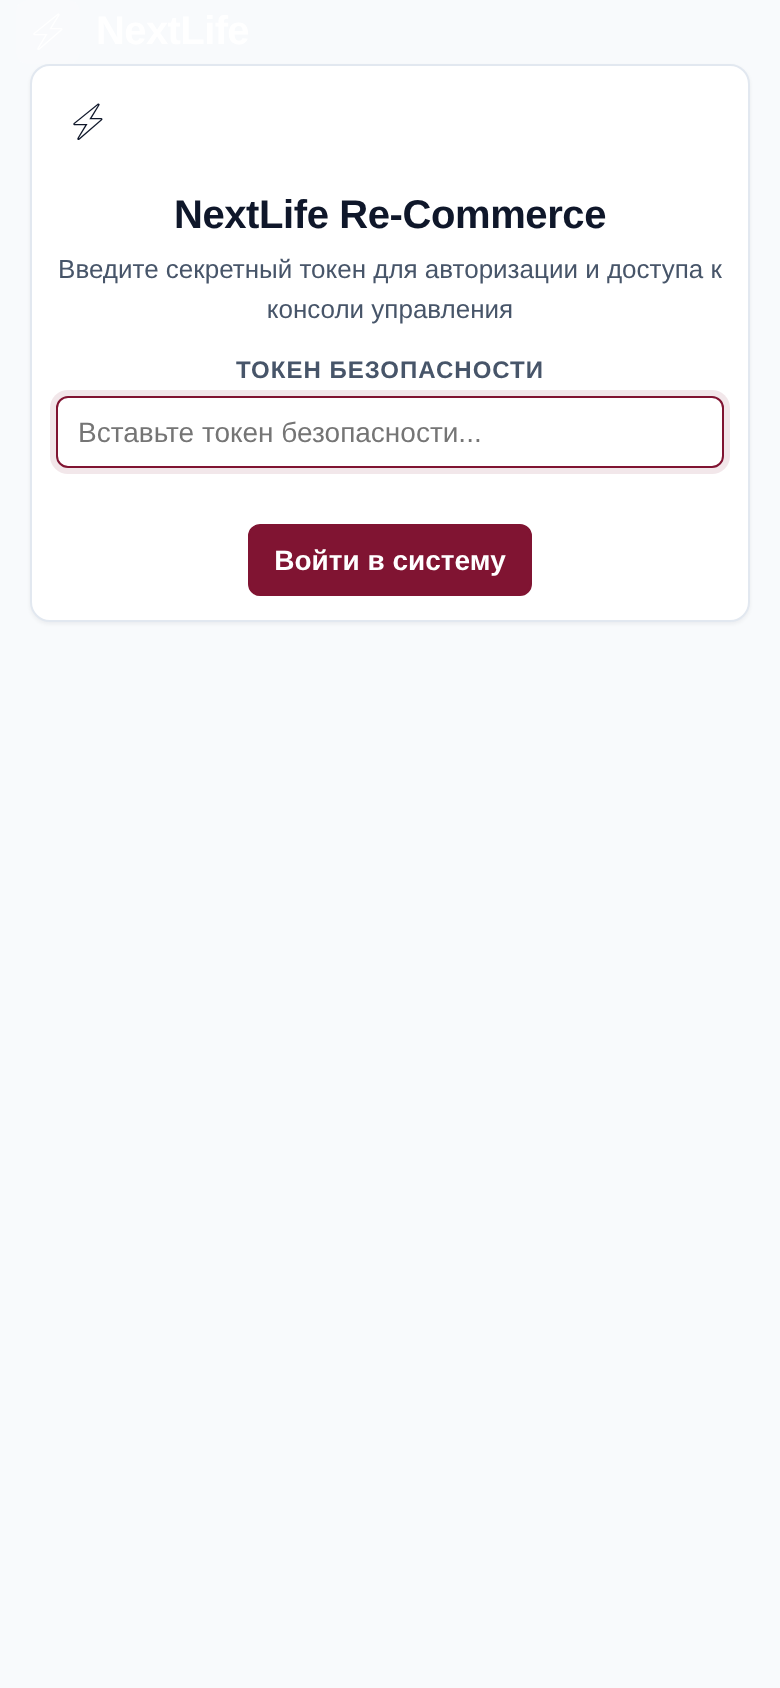 NextLife
NextLife Re-Commerce
Введите секретный токен для авторизации и доступа к
консоли управления
ТОКЕН БЕЗОПАСНОСТИ
Вставьте токен безопасности...
Войти в систему